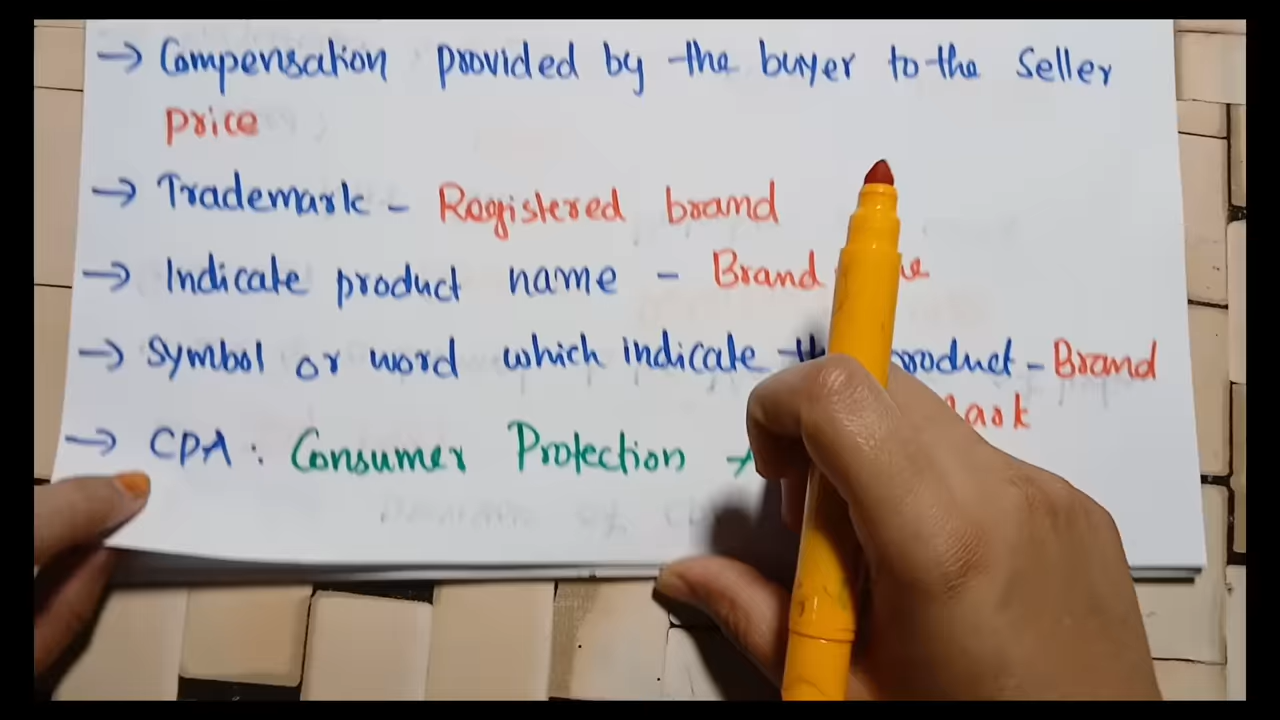 → Compensation provided by the buyer to the seller
price
→ Trademark - Registered brand
→ Indicate product name - Brand
→ Symbol or word which indicate product - Brand
→ CPA : Consumer Protection